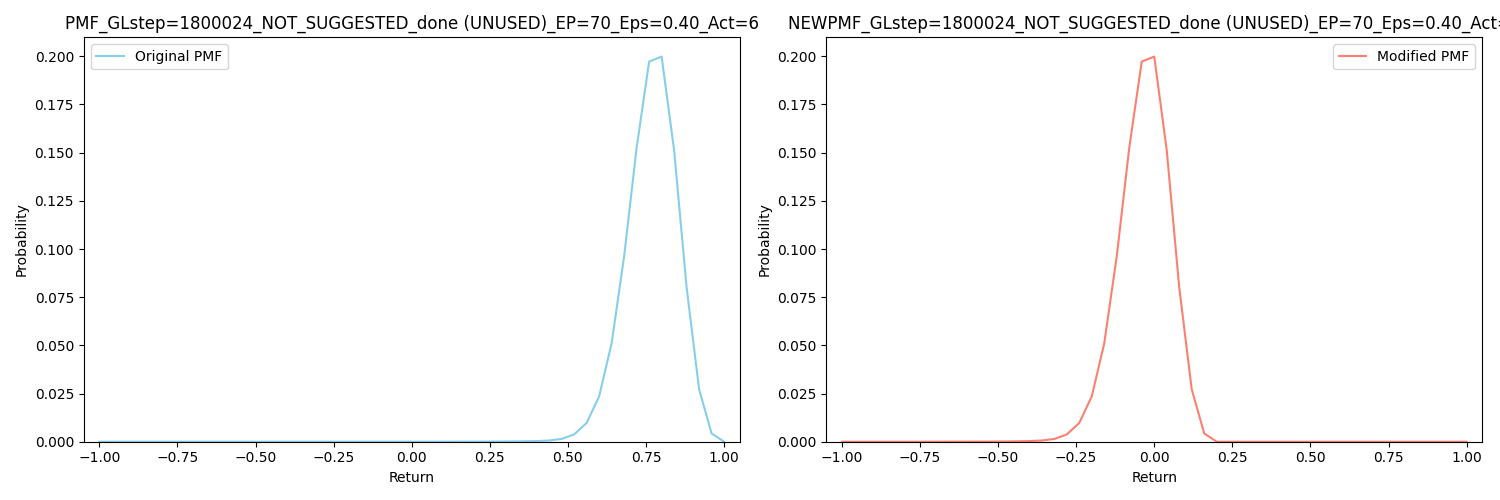 PMF_GLstep=1800024_NOT_SUGGESTED_done (UNUSED)_EP=70_Eps=0.40_Act=6
Original PMF
0.200
0.175
0.150
0.125
0.100
0.075
0.050
0.025
0.000
Probability
−1.00 −0.75 −0.50 −0.25 0.00 0.25 0.50 0.75 1.00
Return
NEWPMF_GLstep=1800024_NOT_SUGGESTED_done (UNUSED)_EP=70_Eps=0.40_Act=
Modified PMF
0.200
0.175
0.150
0.125
0.100
0.075
0.050
0.025
0.000
Probability
−1.00 −0.75 −0.50 −0.25 0.00 0.25 0.50 0.75 1.00
Return